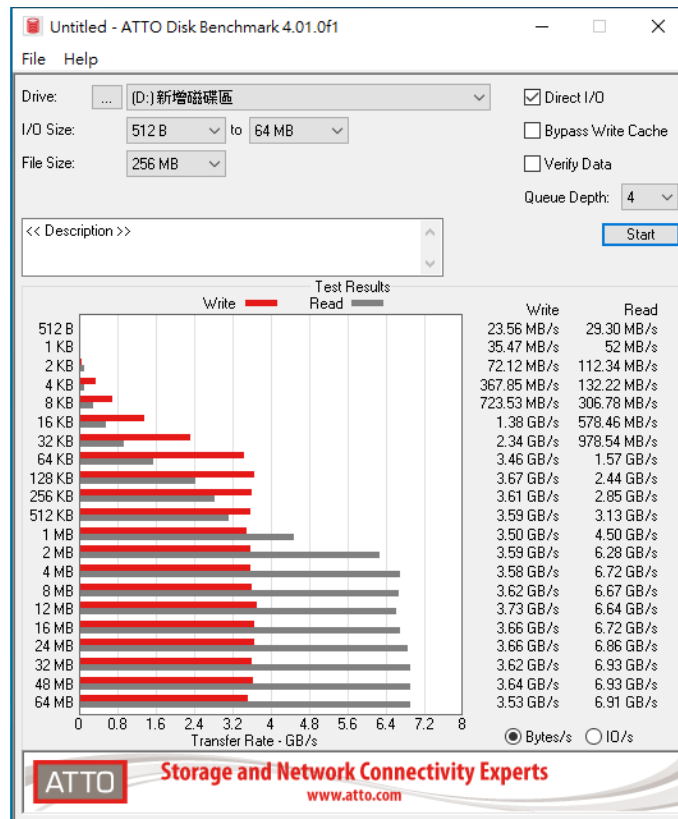 Untitled - ATTO Disk Benchmark 4.01.0f1
File Help
Drive: ... (D:)新增磁碟區 Direct I/O
I/O Size: 512 B to 64 MB Bypass Write Cache
File Size: 256 MB Verify Data
Queue Depth: 4
<< Description >> Start
Test Results
Write Read Write Read
512 B 23.56 MB/s 29.30 MB/s
1 KB 35.47 MB/s 52 MB/s
2 KB 72.12 MB/s 112.34 MB/s
4 KB 367.85 MB/s 132.22 MB/s
8 KB 723.53 MB/s 306.78 MB/s
16 KB 1.38 GB/s 578.46 MB/s
32 KB 2.34 GB/s 978.54 MB/s
64 KB 3.46 GB/s 1.57 GB/s
128 KB 3.67 GB/s 2.44 GB/s
256 KB 3.61 GB/s 2.85 GB/s
512 KB 3.59 GB/s 3.13 GB/s
1 MB 3.50 GB/s 4.50 GB/s
2 MB 3.59 GB/s 6.28 GB/s
4 MB 3.58 GB/s 6.72 GB/s
8 MB 3.62 GB/s 6.67 GB/s
12 MB 3.73 GB/s 6.64 GB/s
16 MB 3.66 GB/s 6.72 GB/s
24 MB 3.66 GB/s 6.86 GB/s
32 MB 3.62 GB/s 6.93 GB/s
48 MB 3.64 GB/s 6.93 GB/s
64 MB 3.53 GB/s 6.91 GB/s
0 0.8 1.6 2.4 3.2 4 4.8 5.6 6.4 7.2 8
Transfer Rate - GB/s Bytes/s IO/s
ATTO Storage and Network Connectivity Experts
www.atto.com